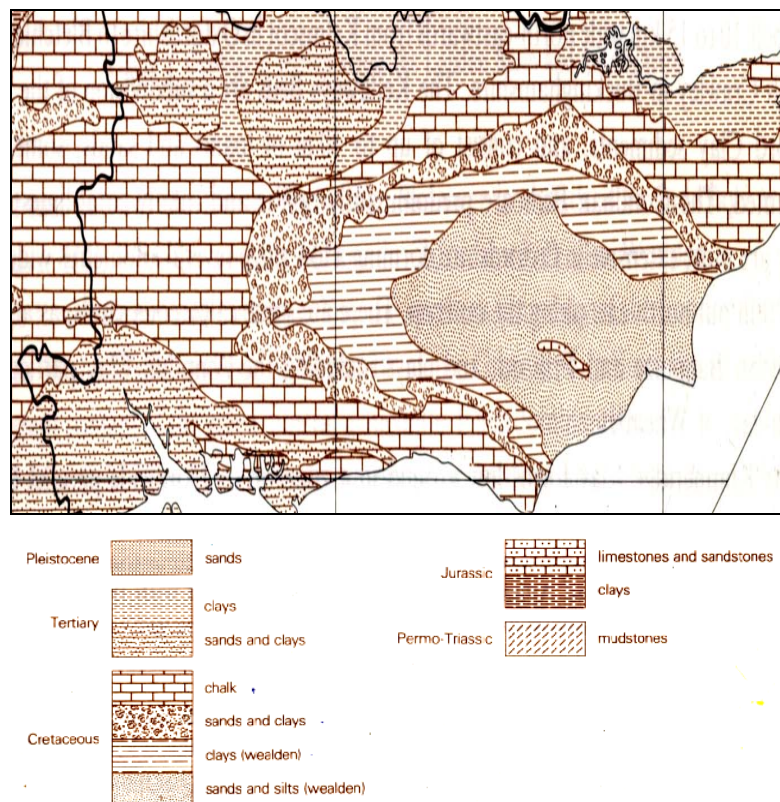 Pleistocene
sands
Tertiary
clays
sands and clays
Cretaceous
chalk
sands and clays
clays (wealden)
sands and silts (wealden)
Jurassic
limestones and sandstones
clays
Permo-Triassic
mudstones